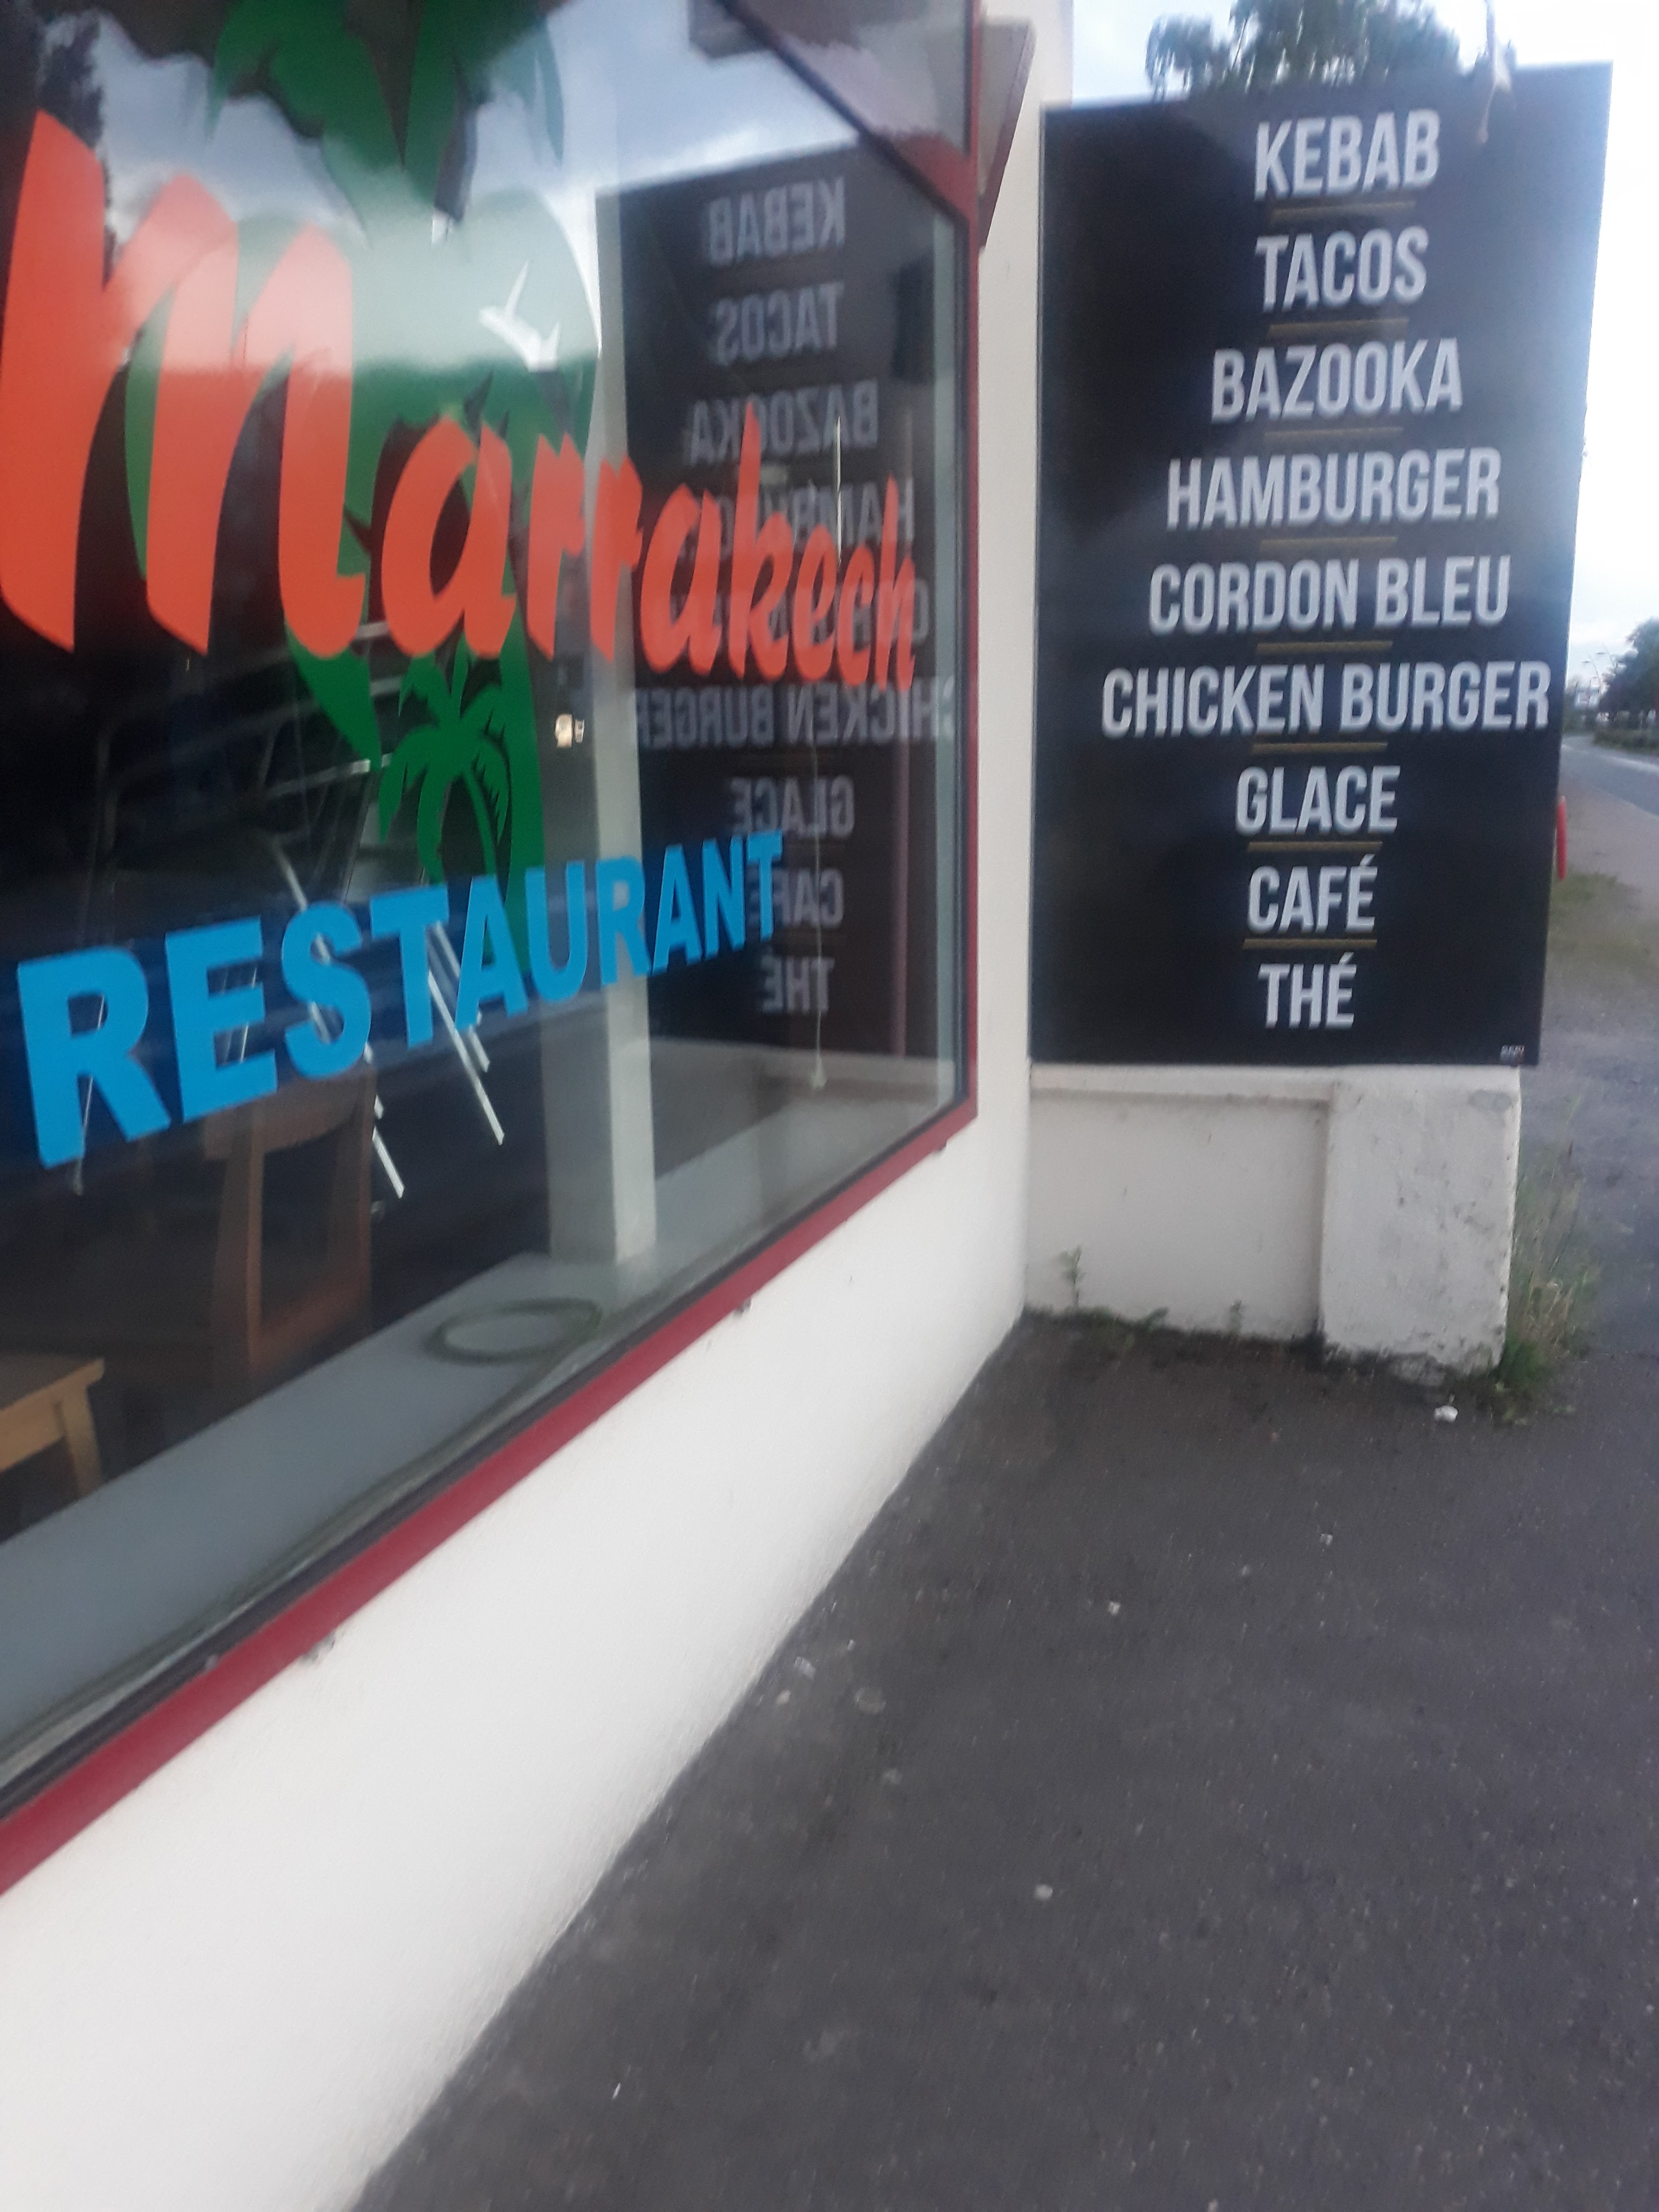 Marrakech
RESTAURANT
KEBAB
TACOS
BAZOOKA
HAMBURGER
CORDON BLEU
CHICKEN BURGER
GLACE
CAFÉ
THÉ